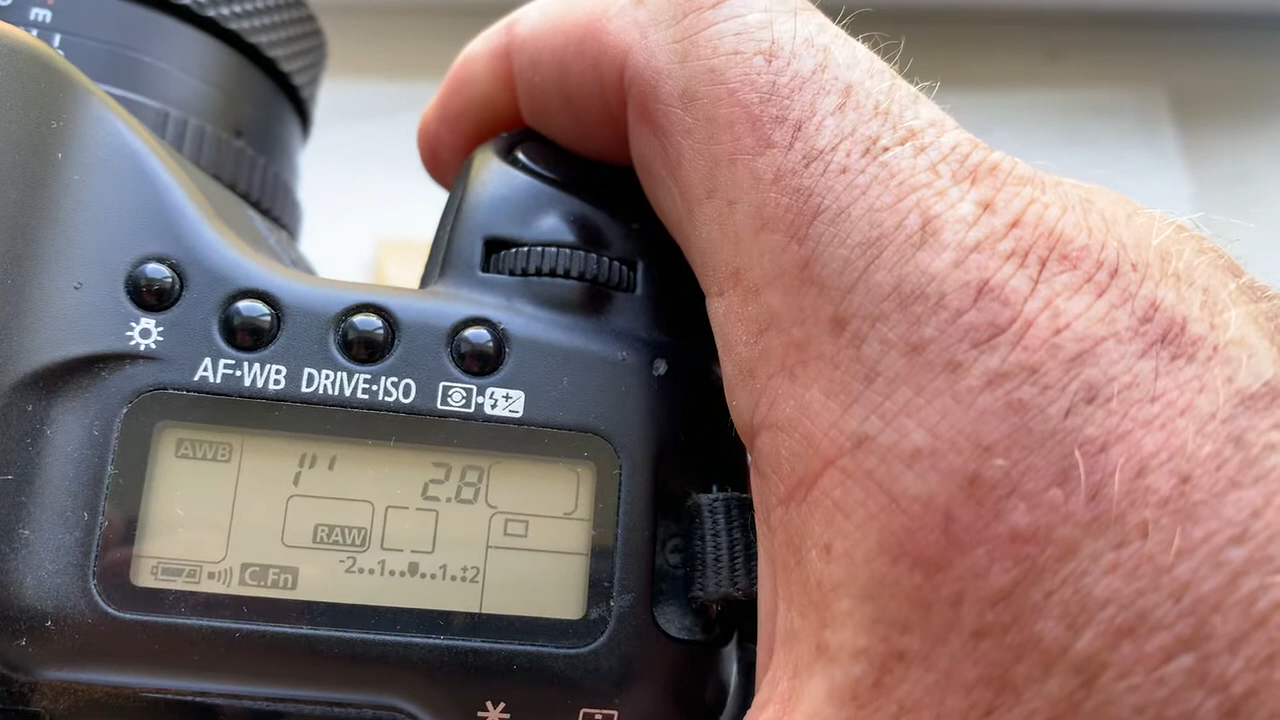 AF·WB DRIVE·ISO
AWB
1" 2.8
RAW
-2..1..▼..1..+2
C.Fn